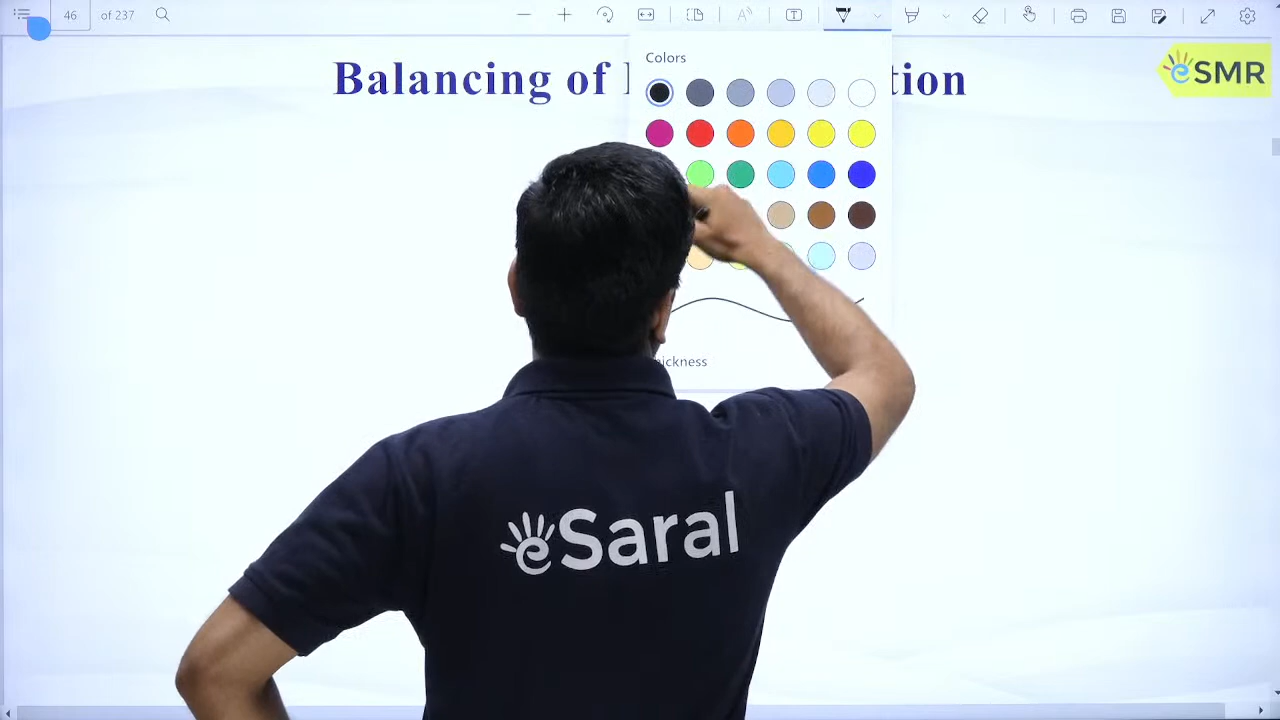 46 of 237
Colors
Balancing of
tion
eSMR
ickness
eSaral